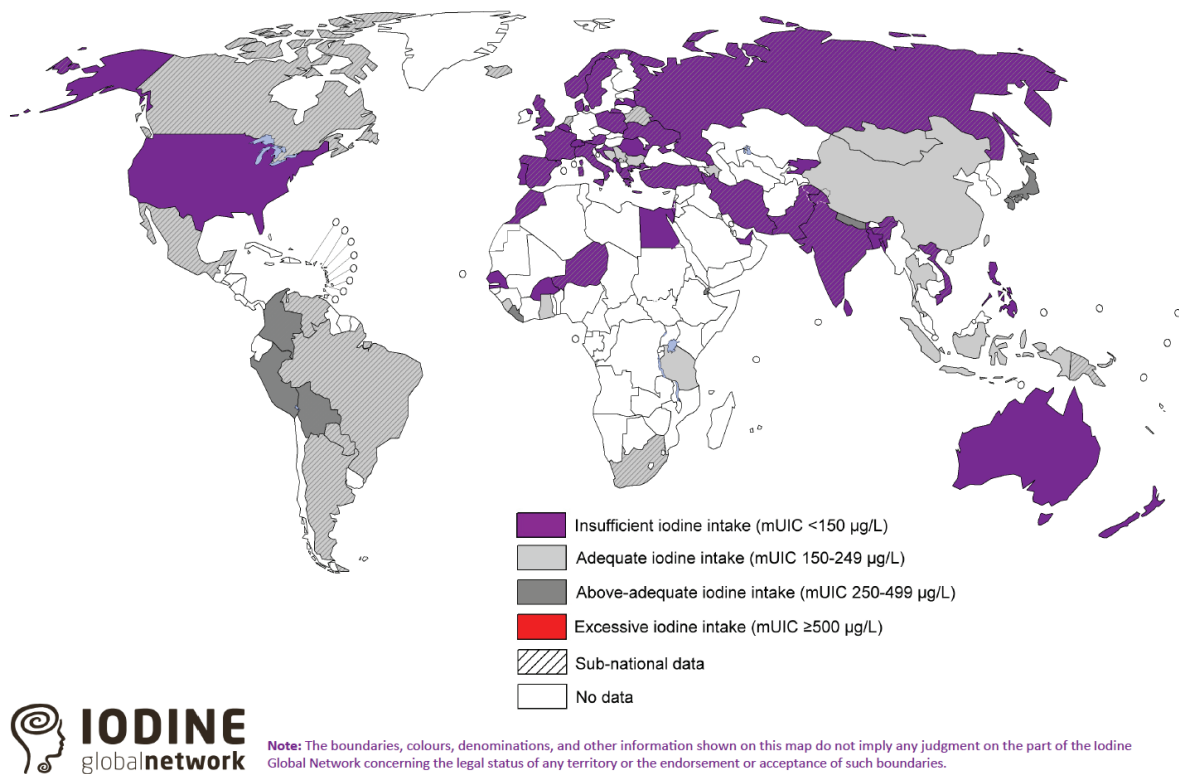 Insufficient iodine intake (mUIC <150 µg/L)
Adequate iodine intake (mUIC 150-249 µg/L)
Above-adequate iodine intake (mUIC 250-499 µg/L)
Excessive iodine intake (mUIC ≥500 µg/L)
Sub-national data
No data
IODINE
globalnetwork
Note: The boundaries, colours, denominations, and other information shown on this map do not imply any judgment on the part of the Iodine
Global Network concerning the legal status of any territory or the endorsement or acceptance of such boundaries.